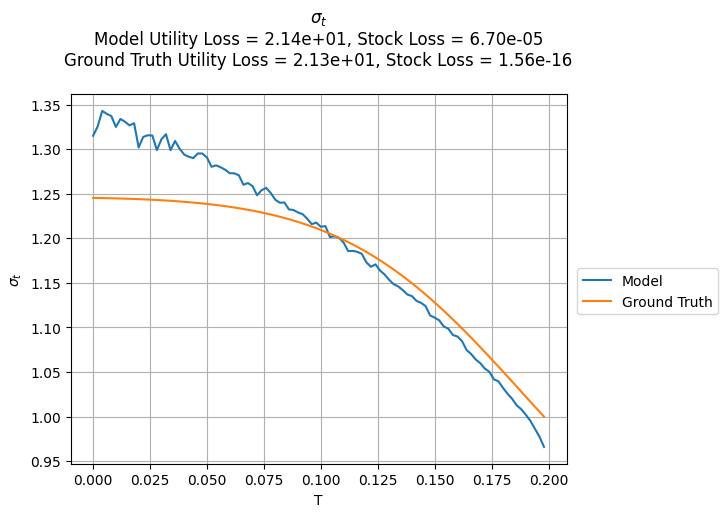 σt
Model Utility Loss = 2.14e+01, Stock Loss = 6.70e-05
Ground Truth Utility Loss = 2.13e+01, Stock Loss = 1.56e-16
1.35
1.30
1.25
1.20
1.15
1.10
1.05
1.00
0.95
σt
0.000 0.025 0.050 0.075 0.100 0.125 0.150 0.175 0.200
T
Model
Ground Truth